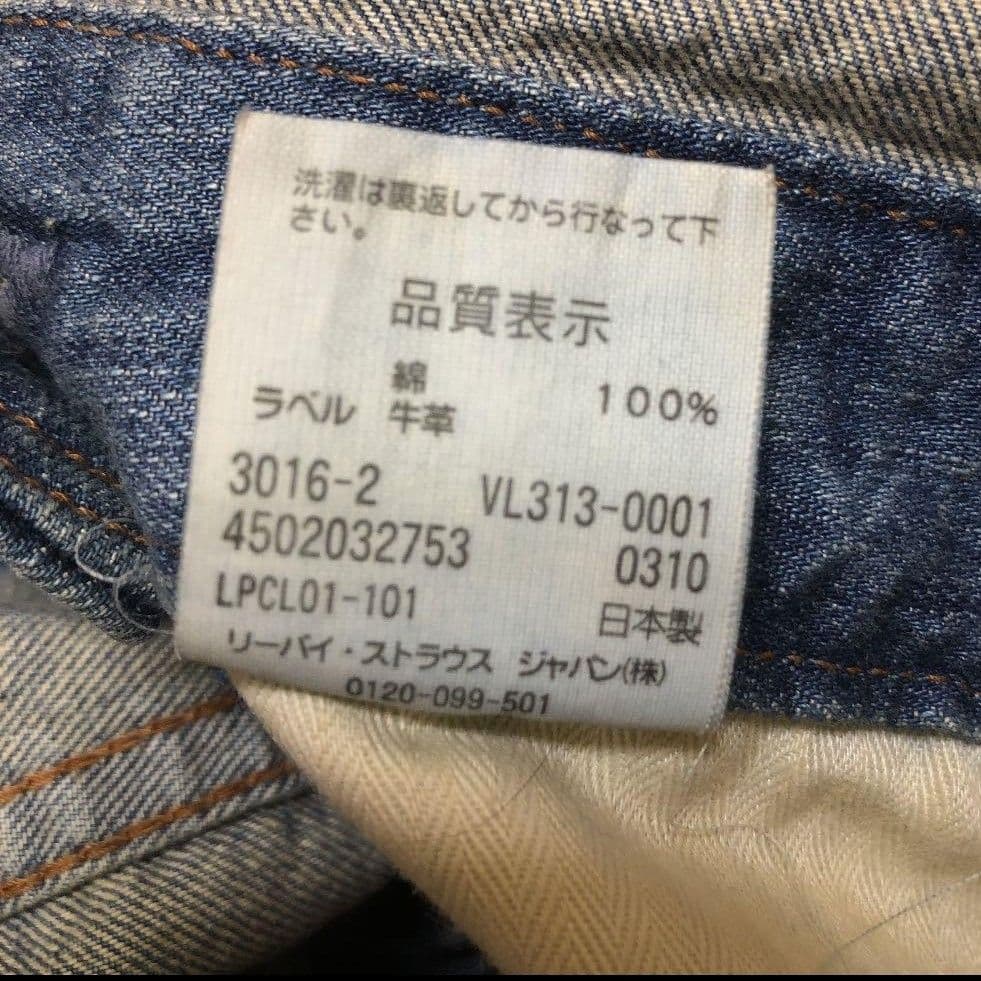 洗濯は裏返してから行なって下
さい。
品質表示
綿 100%
ラベル 牛革
3016-2 VL313-0001
4502032753 0310
LPCL01-101 日本製
リーバイ・ストラウス ジャパン(株)
0120-099-501